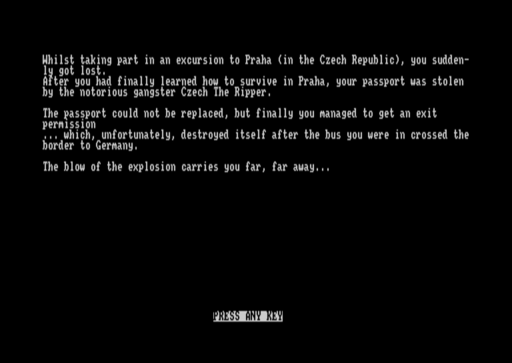 Whilst taking part in an excursion to Praha (in the Czech Republic), you sudden-
ly got lost.
After you had finally learned how to survive in Praha, your passport was stolen
by the notorious gangster Czech The Ripper.
The passport could not be replaced, but finally you managed to get an exit
permission
... which, unfortunately, destroyed itself after the bus you were in crossed the
border to Germany.
The blow of the explosion carries you far, far away...
PRESS ANY KEY